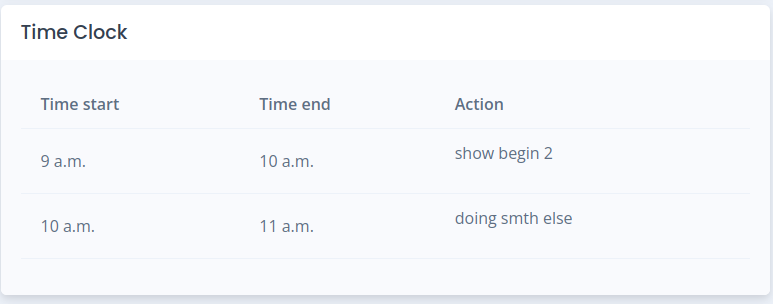 Time Clock
Time start Time end Action
9 a.m. 10 a.m. show begin 2
10 a.m. 11 a.m. doing smth else